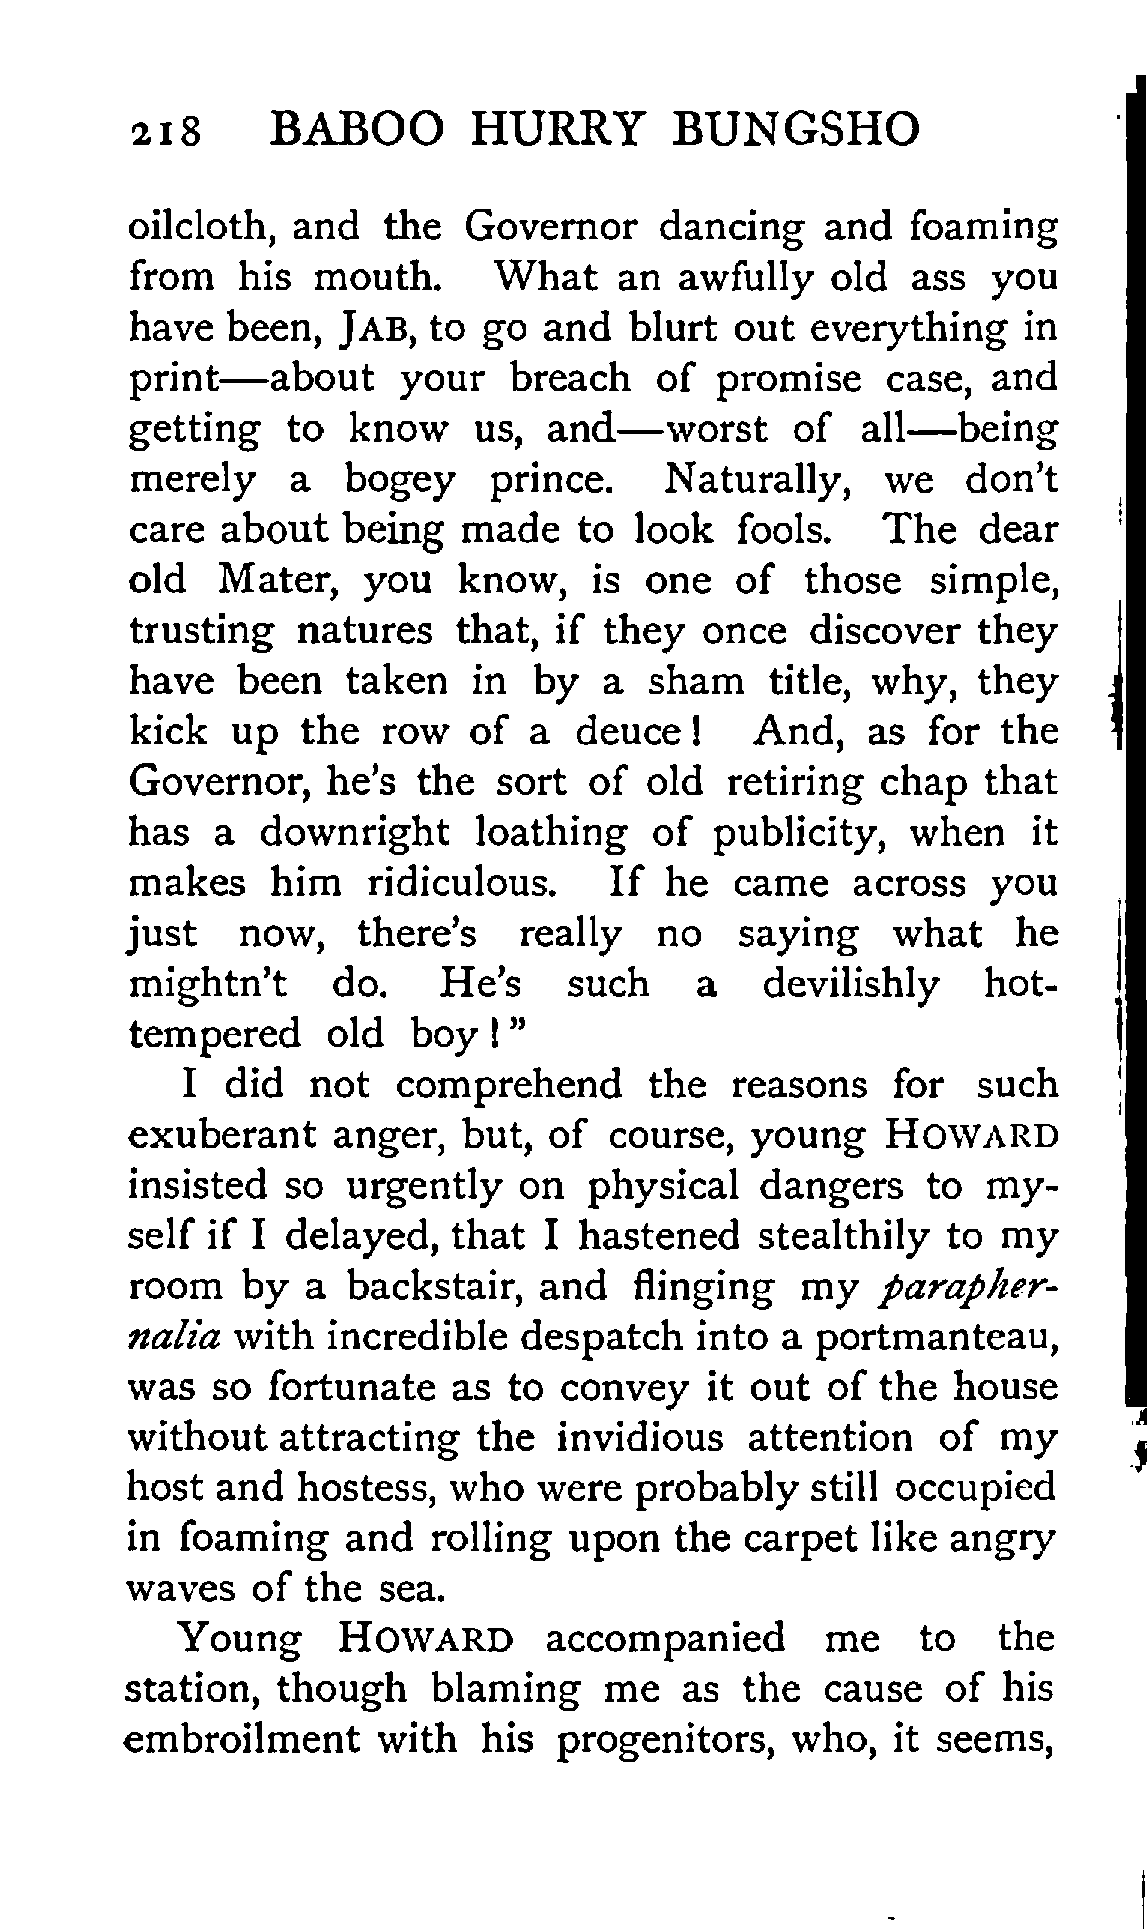 218 BABOO HURRY BUNGSHO
oilcloth, and the Governor dancing and foaming
from his mouth. What an awfully old ass you
have been, JAB, to go and blurt out everything in
print—about your breach of promise case, and
getting to know us, and—worst of all—being
merely a bogey prince. Naturally, we don't
care about being made to look fools. The dear
old Mater, you know, is one of those simple,
trusting natures that, if they once discover they
have been taken in by a sham title, why, they
kick up the row of a deuce! And, as for the
Governor, he's the sort of old retiring chap that
has a downright loathing of publicity, when it
makes him ridiculous. If he came across you
just now, there's really no saying what he
mightn't do. He's such a devilishly hot-
tempered old boy!"
I did not comprehend the reasons for such
exuberant anger, but, of course, young HOWARD
insisted so urgently on physical dangers to my-
self if I delayed, that I hastened stealthily to my
room by a backstair, and flinging my parapher-
nalia with incredible despatch into a portmanteau,
was so fortunate as to convey it out of the house
without attracting the invidious attention of my
host and hostess, who were probably still occupied
in foaming and rolling upon the carpet like angry
waves of the sea.
Young HOWARD accompanied me to the
station, though blaming me as the cause of his
embroilment with his progenitors, who, it seems,